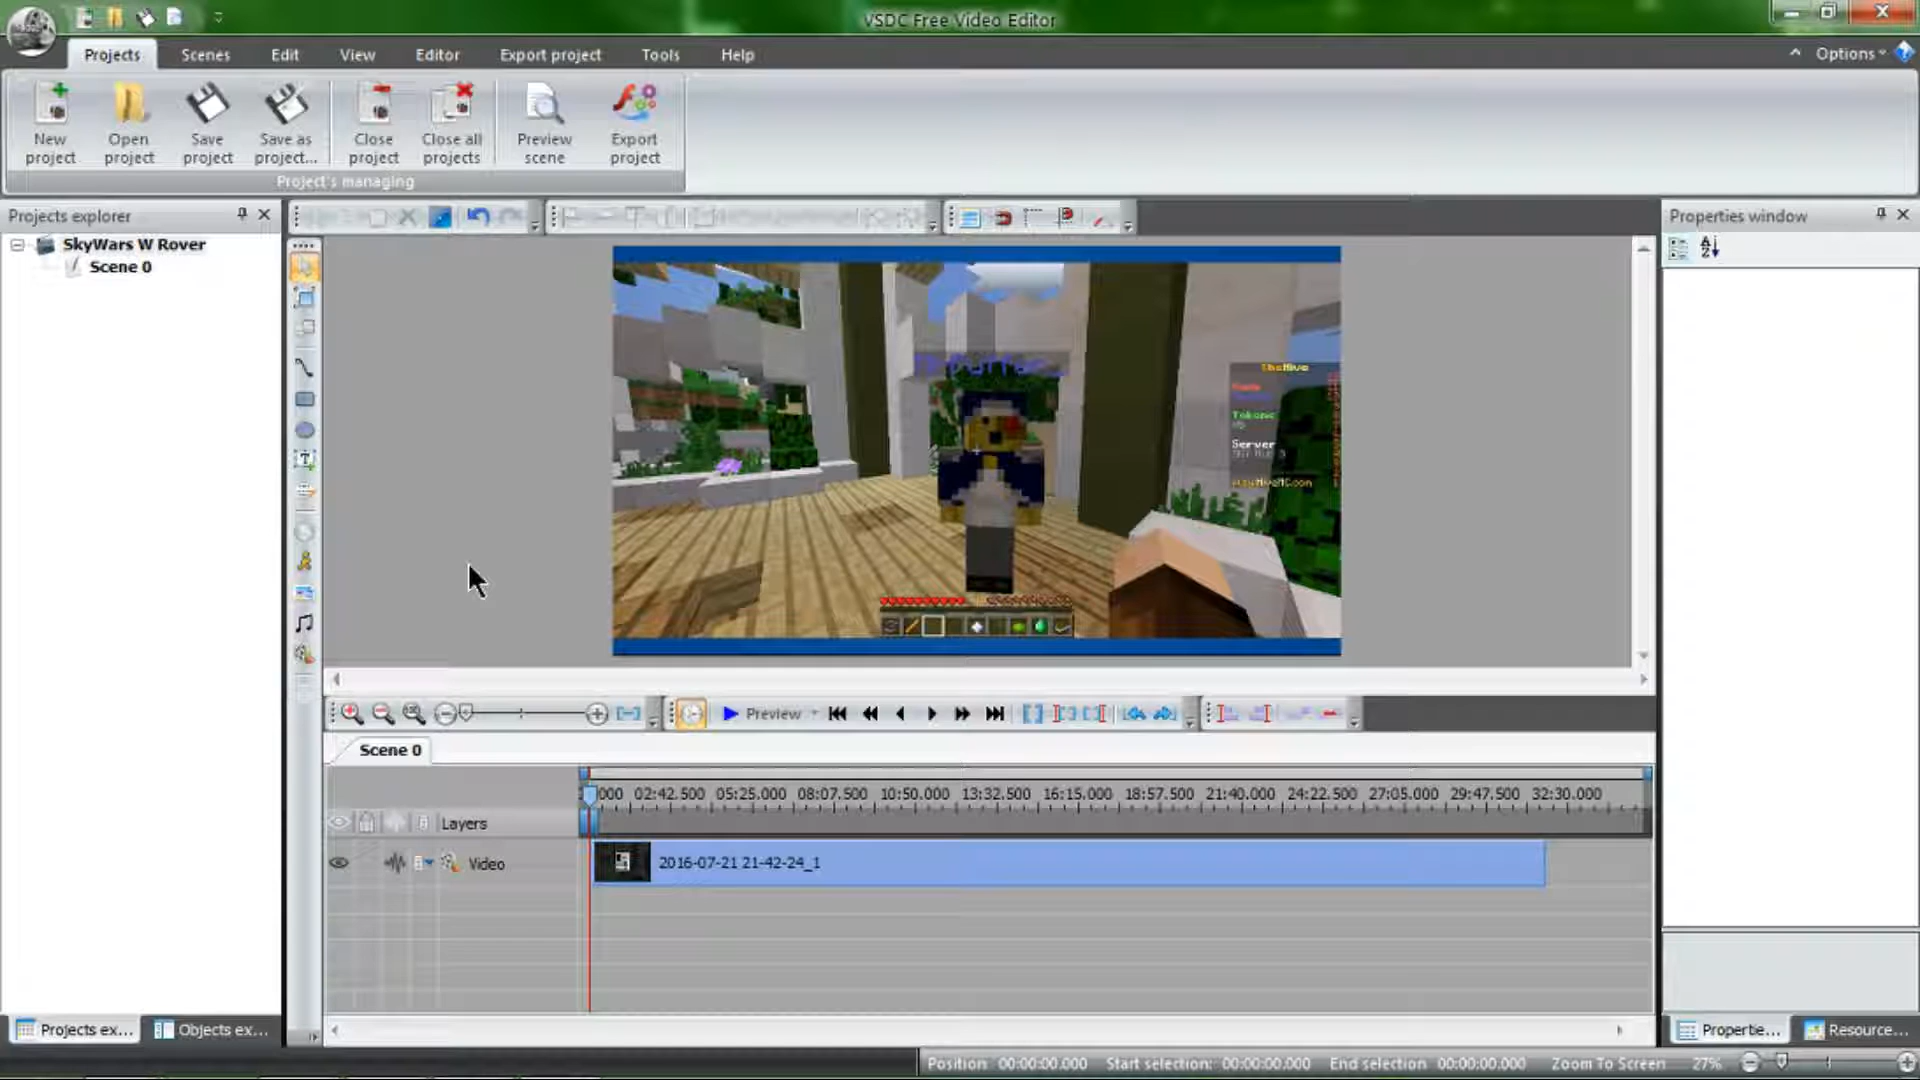 VSDC Free Video Editor
Projects Scenes Edit View Editor Export project Tools Help Options
New project Open project Save project Save as project... Close project Close all projects Preview scene Export project
Project's managing
Projects explorer
Properties window
SkyWars W Rover
Scene 0
TheHive
Tokens
Server
Preview
Scene 0
000 02:42.500 05:25.000 08:07.500 10:50.000 13:32.500 16:15.000 18:57.500 21:40.000 24:22.500 27:05.000 29:47.500 32:30.000
Layers
Video
2016-07-21 21-42-24_1
Projects ex... Objects ex...
Propertie... Resource...
Position 00:00:00.000 Start selection: 00:00:00.000 End selection 00:00:00.000 Zoom To Screen 27%